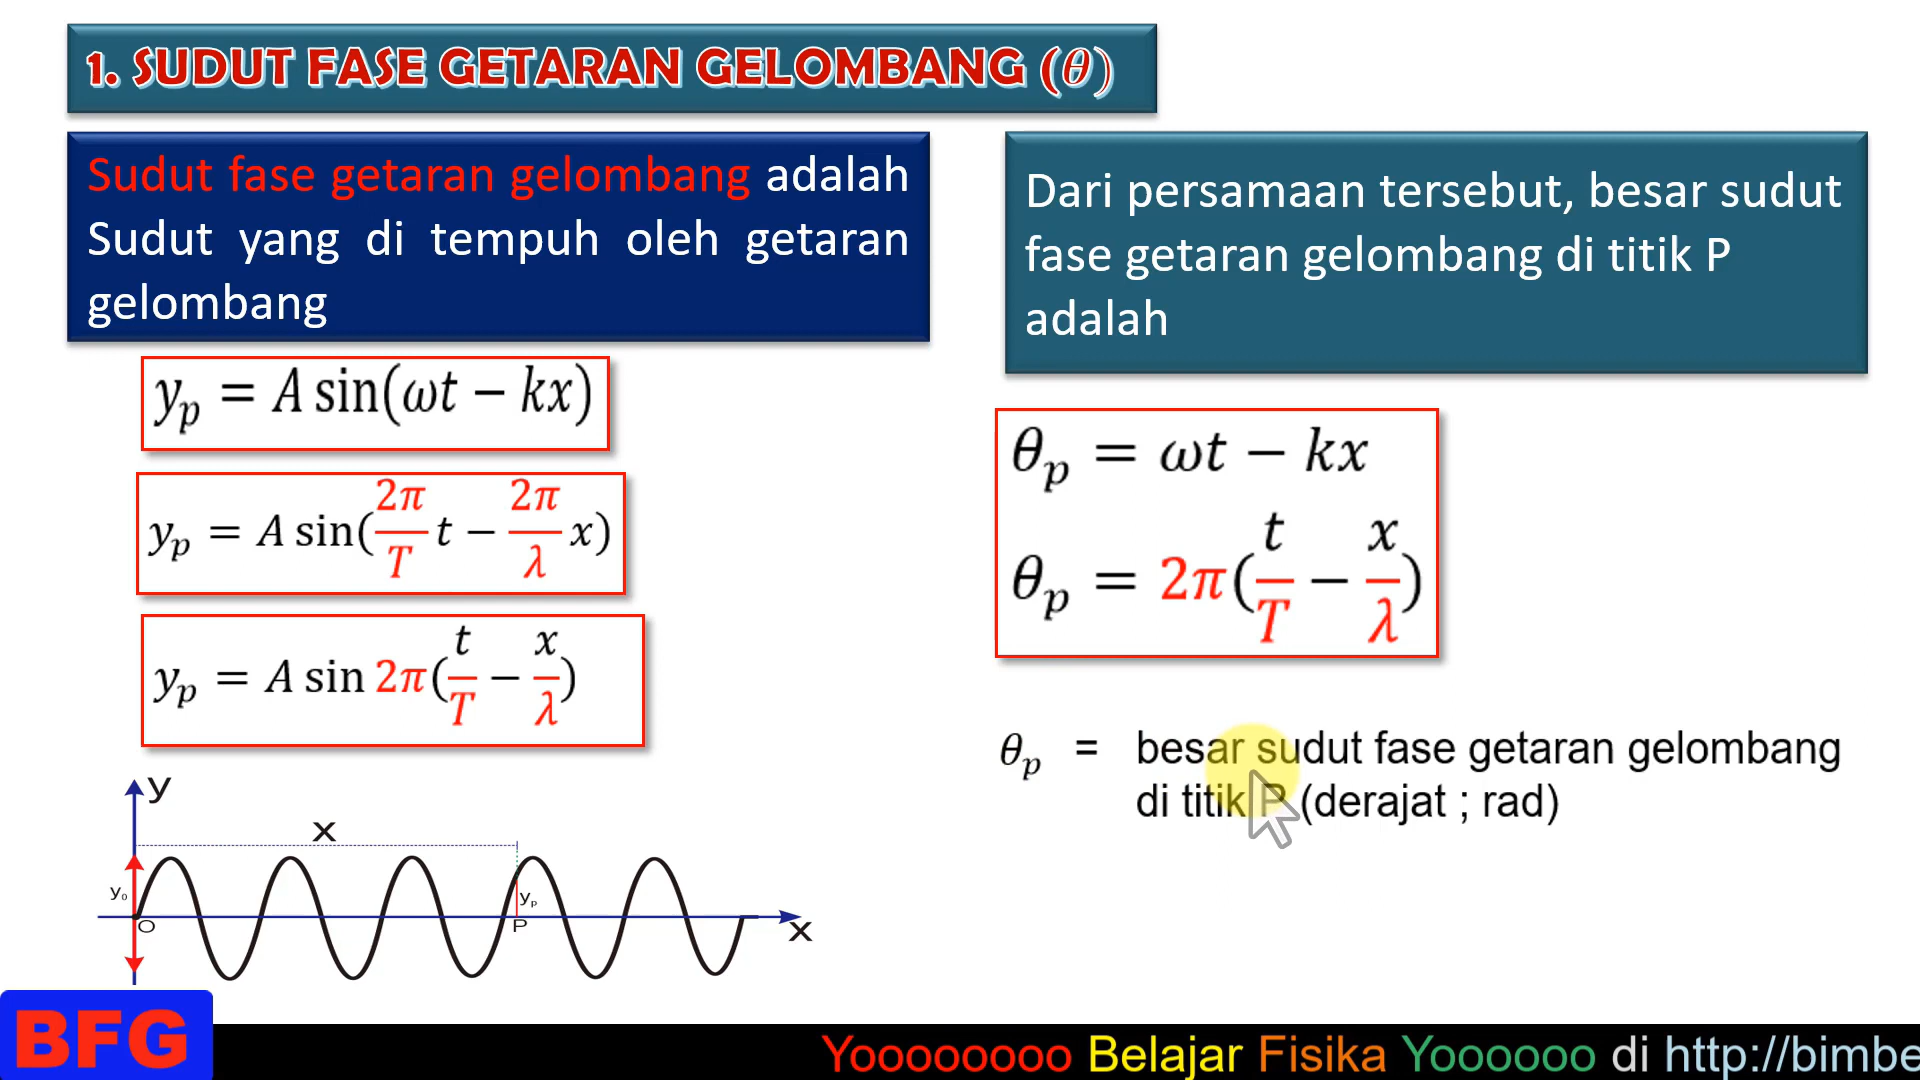 1. SUDUT FASE GETARAN GELOMBANG (θ)
Sudut fase getaran gelombang adalah
Sudut yang di tempuh oleh getaran
gelombang
y_p = A sin(ωt − kx)
y_p = A sin(2π/T t − 2π/λ x)
y_p = A sin 2π(t/T − x/λ)
y
x
y₀
y_p
O
P
x
Dari persamaan tersebut, besar sudut
fase getaran gelombang di titik P
adalah
θ_p = ωt − kx
θ_p = 2π(t/T − x/λ)
θ_p = besar sudut fase getaran gelombang
di titik P (derajat ; rad)
BFG
Yoooooooo Belajar Fisika Yoooooo di http://bimbe